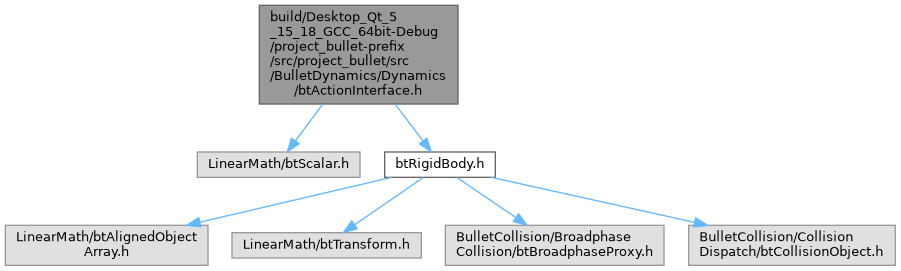 build/Desktop_Qt_5
_15_18_GCC_64bit-Debug
/project_bullet-prefix
/src/project_bullet/src
/BulletDynamics/Dynamics
/btActionInterface.h
LinearMath/btScalar.h
btRigidBody.h
LinearMath/btAlignedObject
Array.h
LinearMath/btTransform.h
BulletCollision/Broadphase
Collision/btBroadphaseProxy.h
BulletCollision/Collision
Dispatch/btCollisionObject.h